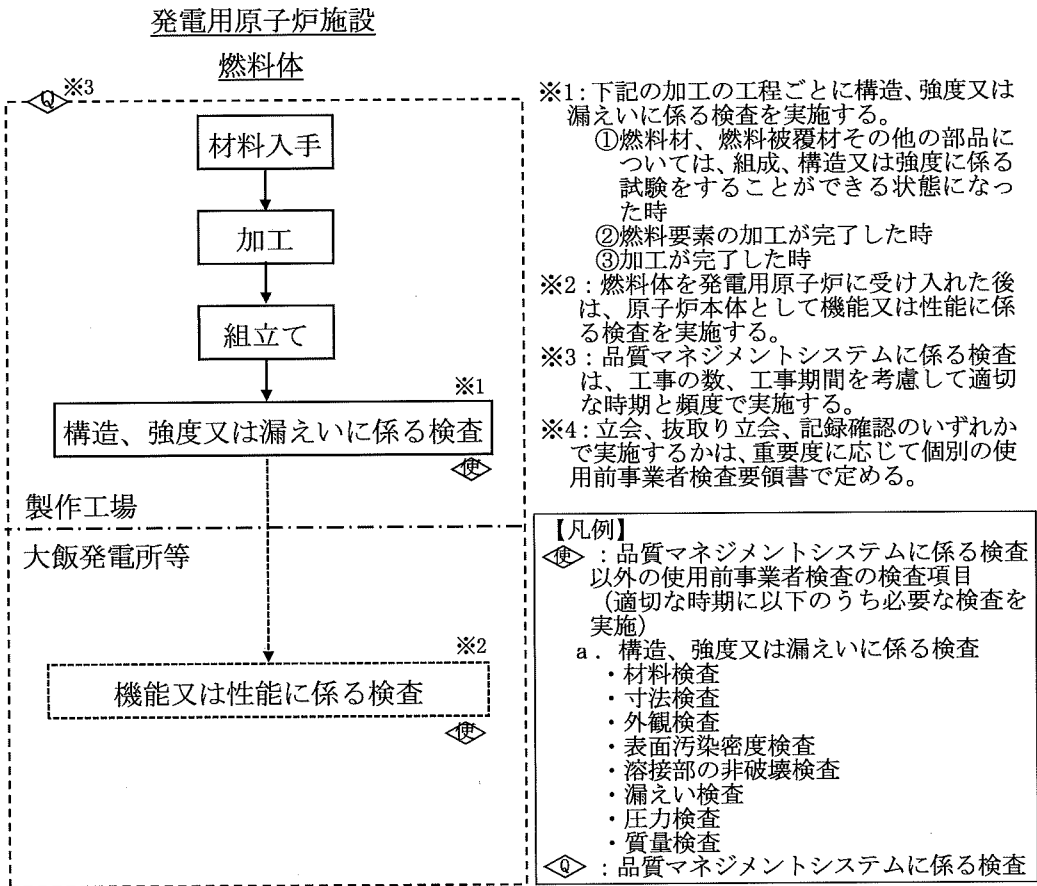 発電用原子炉施設
燃料体
Q ※3
材料入手
加工
組立て
※1
構造、強度又は漏えいに係る検査
使
製作工場
大飯発電所等
※2
機能又は性能に係る検査
使
※1：下記の加工の工程ごとに構造、強度又は
漏えいに係る検査を実施する。
①燃料材、燃料被覆材その他の部品に
ついては、組成、構造又は強度に係る
試験をすることができる状態になっ
た時
②燃料要素の加工が完了した時
③加工が完了した時
※2：燃料体を発電用原子炉に受け入れた後
は、原子炉本体として機能又は性能に係
る検査を実施する。
※3：品質マネジメントシステムに係る検査
は、工事の数、工事期間を考慮して適切
な時期と頻度で実施する。
※4：立会、抜取り立会、記録確認のいずれか
で実施するかは、重要度に応じて個別の使
用前事業者検査要領書で定める。
【凡例】
使：品質マネジメントシステムに係る検査
以外の使用前事業者検査の検査項目
（適切な時期に以下のうち必要な検査を
実施）
a．構造、強度又は漏えいに係る検査
・材料検査
・寸法検査
・外観検査
・表面汚染密度検査
・溶接部の非破壊検査
・漏えい検査
・圧力検査
・質量検査
Q：品質マネジメントシステムに係る検査